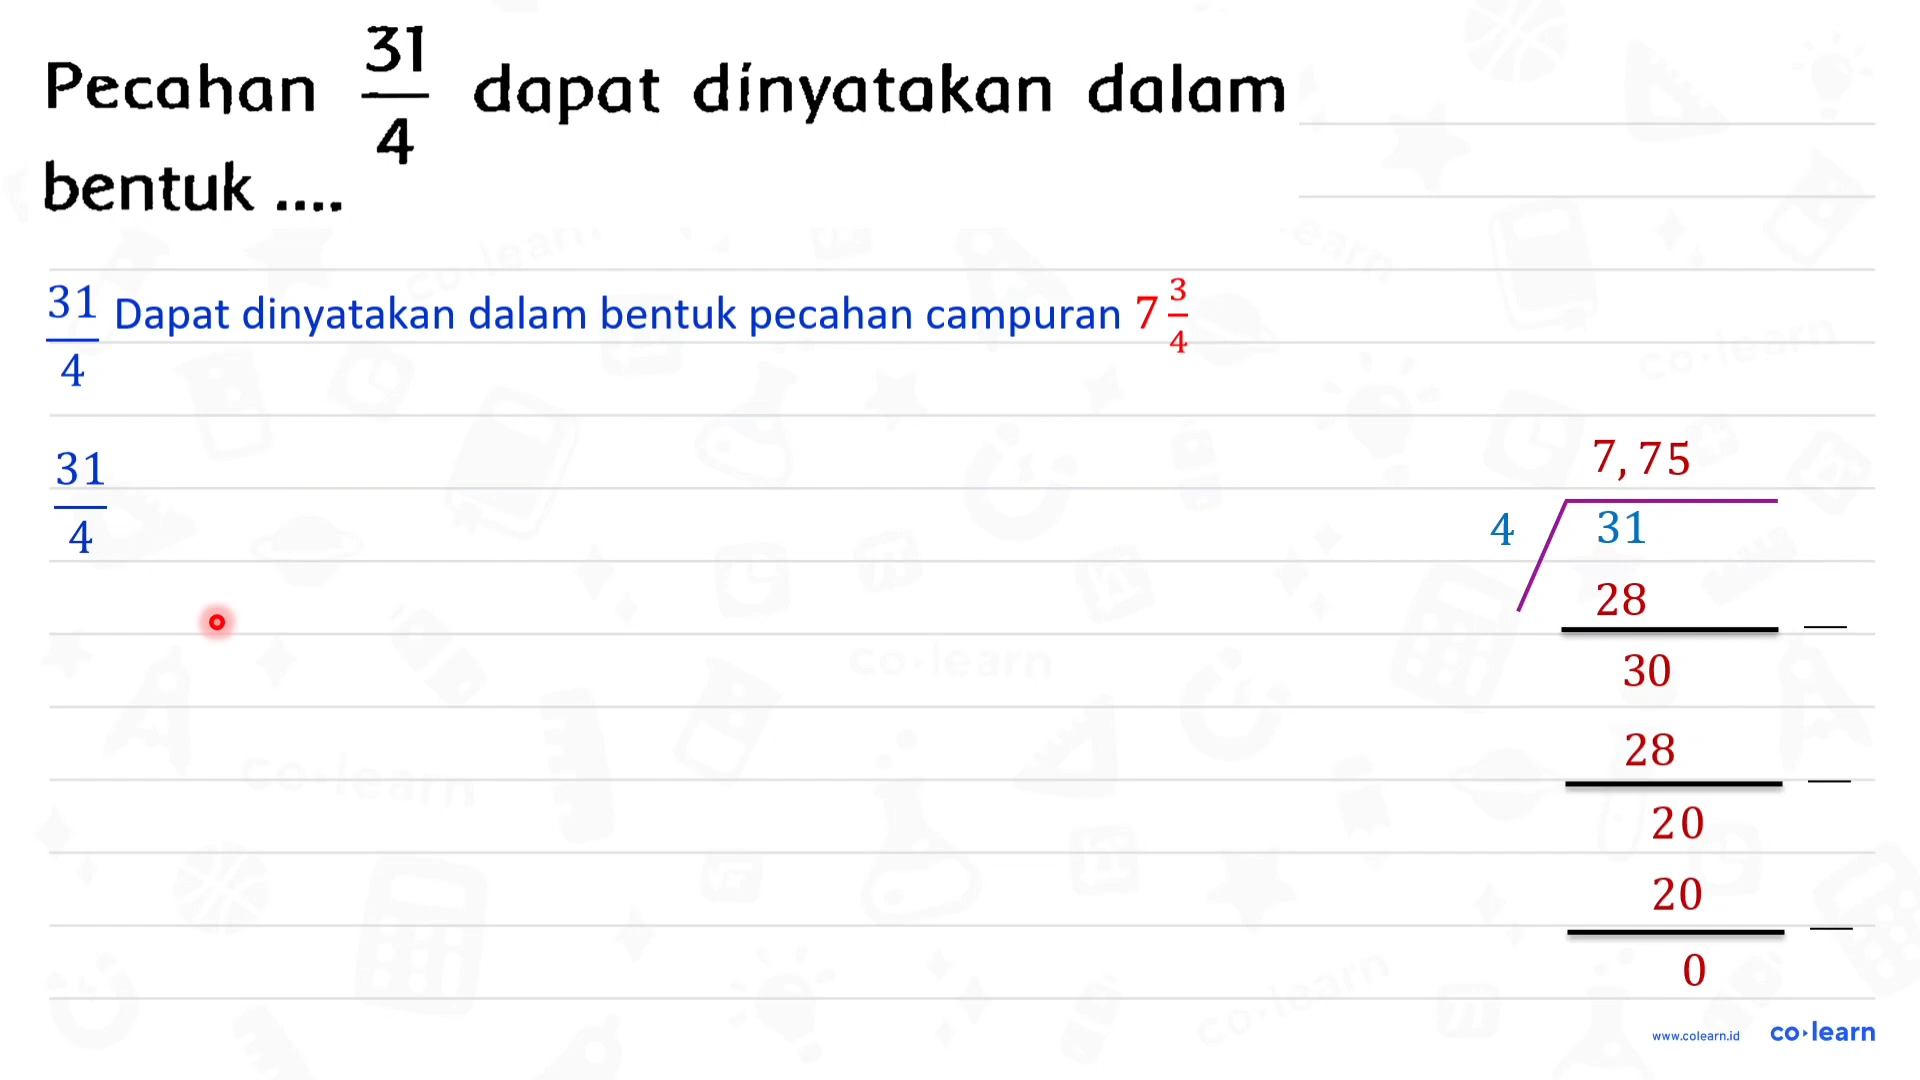 Pecahan 31/4 dapat dinyatakan dalam
bentuk ....
31/4 Dapat dinyatakan dalam bentuk pecahan campuran 7 3/4
31/4
7,75
4 31
28
30
28
20
20
0
www.colearn.id co·learn